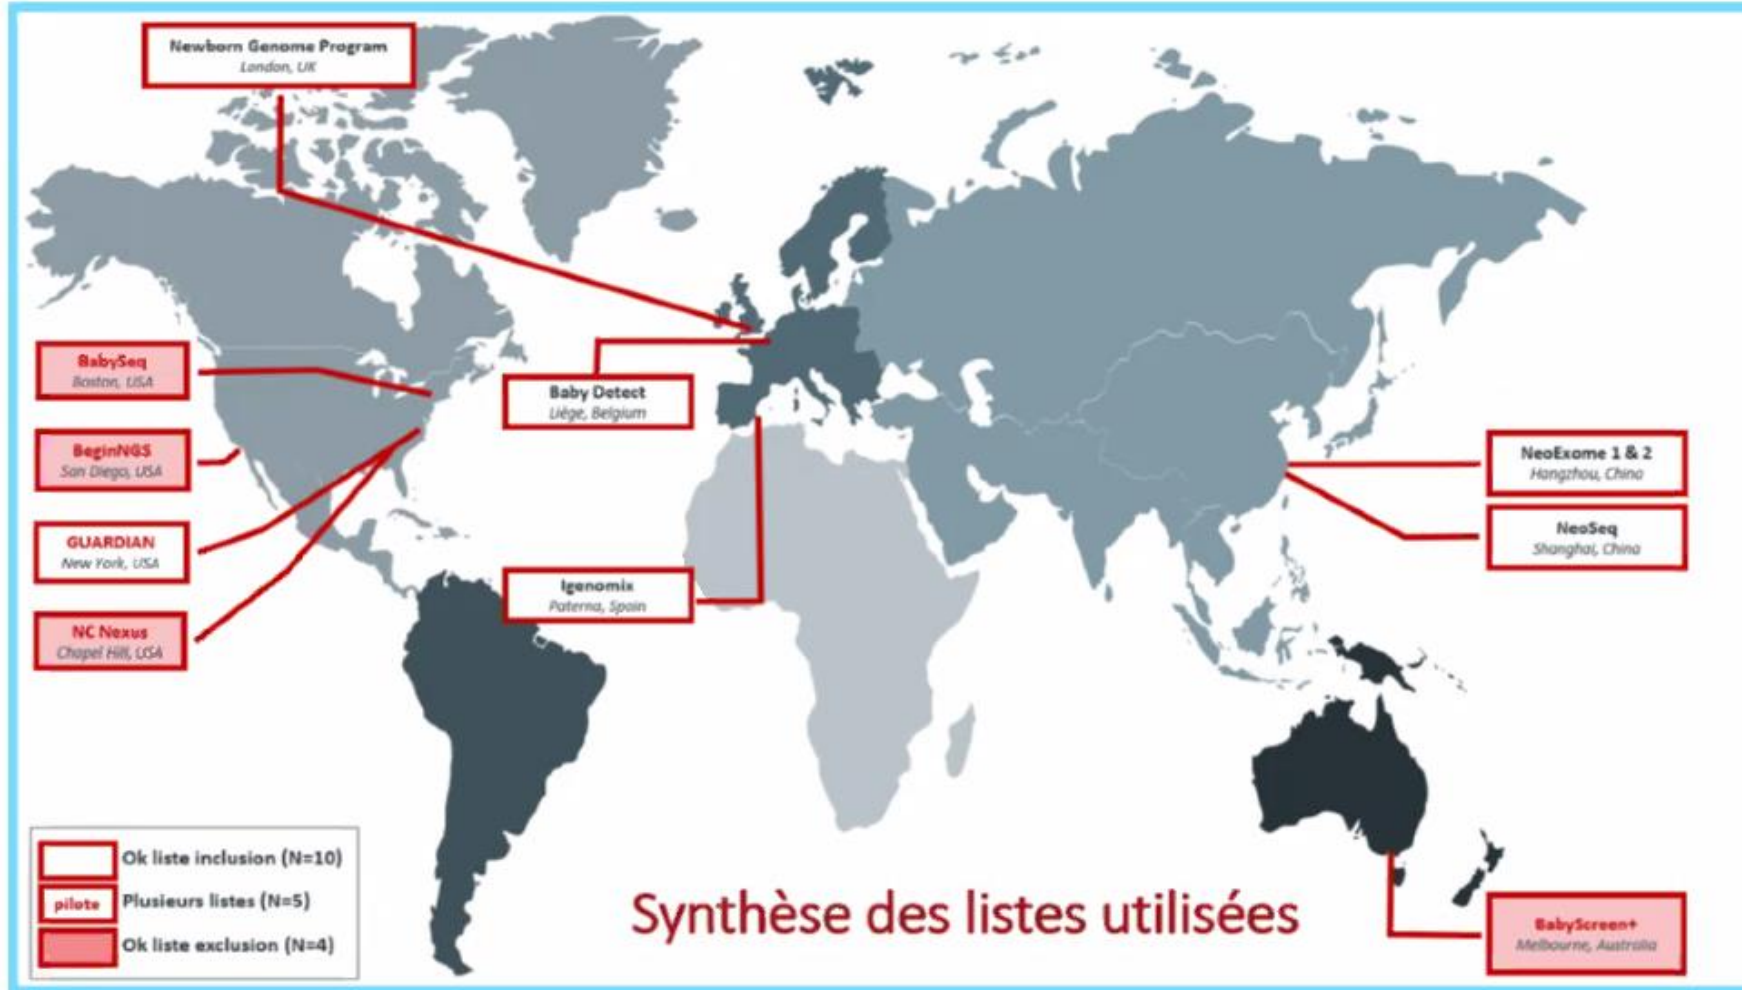 Newborn Genome Program
London, UK
BabySeq
Boston, USA
BeginNGS
San Diego, USA
GUARDIAN
New York, USA
NC Nexus
Chapel Hill, USA
Baby Detect
Liège, Belgium
Igenomix
Paterna, Spain
NeoExome 1 & 2
Hangzhou, China
NeoSeq
Shanghai, China
BabyScreen+
Melbourne, Australia
Ok liste inclusion (N=10)
pilote Plusieurs listes (N=5)
Ok liste exclusion (N=4)
Synthèse des listes utilisées